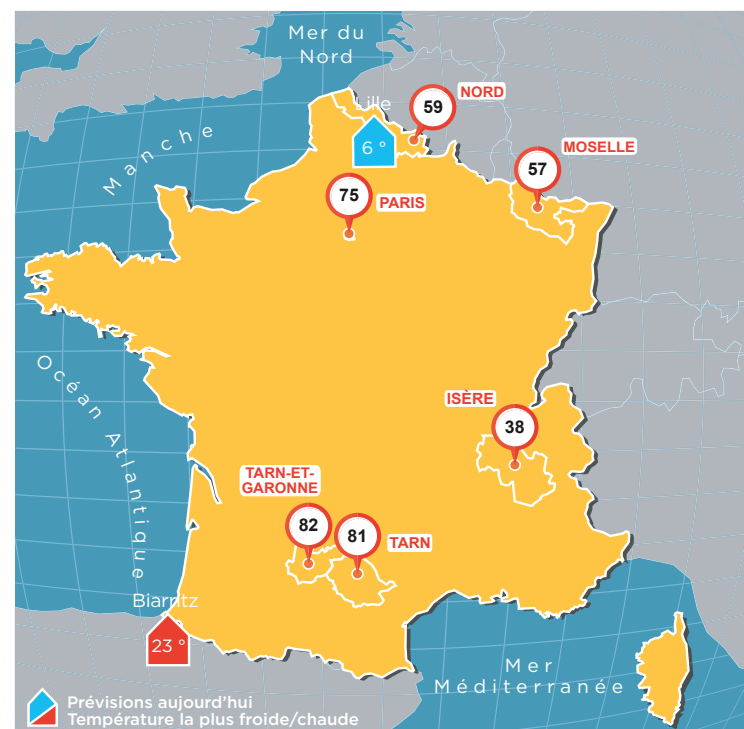 Mer du
Nord
59
NORD
Lille
6 °
Manche
57
MOSELLE
75
PARIS
Océan Atlantique
ISÈRE
38
TARN-ET-
GARONNE
82
81
TARN
Biarritz
23 °
Mer
Méditerranée
Prévisions aujourd'hui
Température la plus froide/chaude